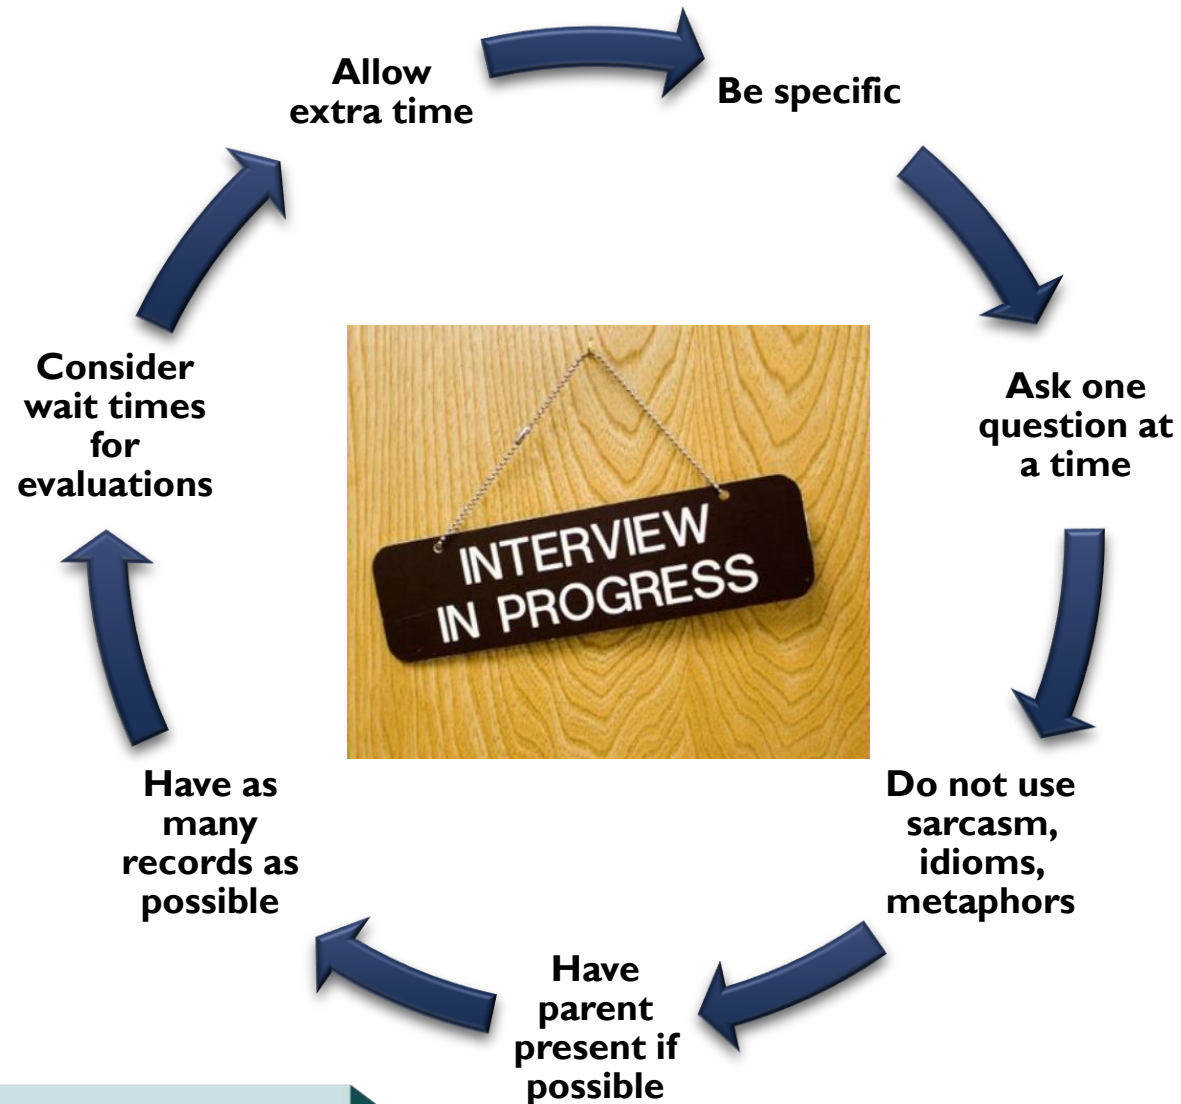 Allow
extra time
Be specific
Ask one
question at
a time
Do not use
sarcasm,
idioms,
metaphors
Have
parent
present if
possible
Have as
many
records as
possible
Consider
wait times
for
evaluations
INTERVIEW
IN PROGRESS